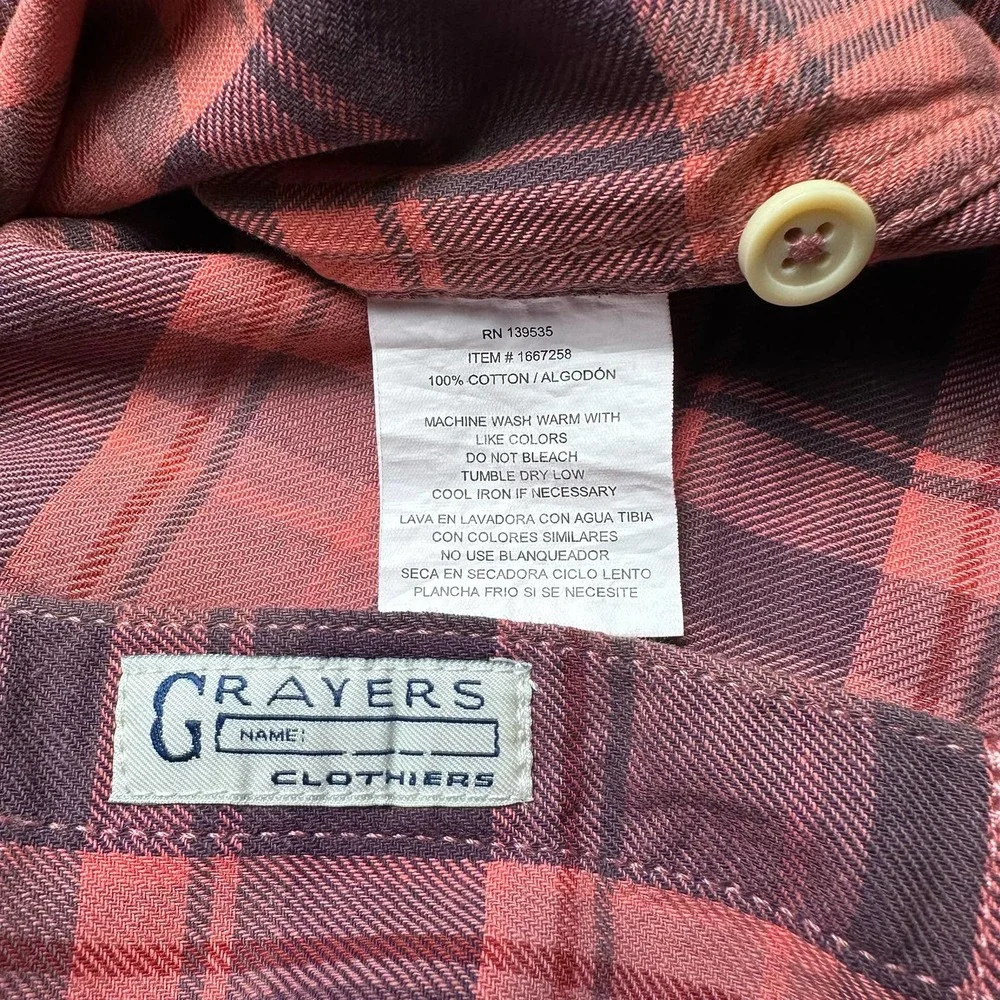 RN 139535
ITEM # 1667258
100% COTTON / ALGODÓN
MACHINE WASH WARM WITH
LIKE COLORS
DO NOT BLEACH
TUMBLE DRY LOW
COOL IRON IF NECESSARY
LAVA EN LAVADORA CON AGUA TIBIA
CON COLORES SIMILARES
NO USE BLANQUEADOR
SECA EN SECADORA CICLO LENTO
PLANCHA FRIO SI SE NECESITE
GRAYERS
NAME:
CLOTHIERS